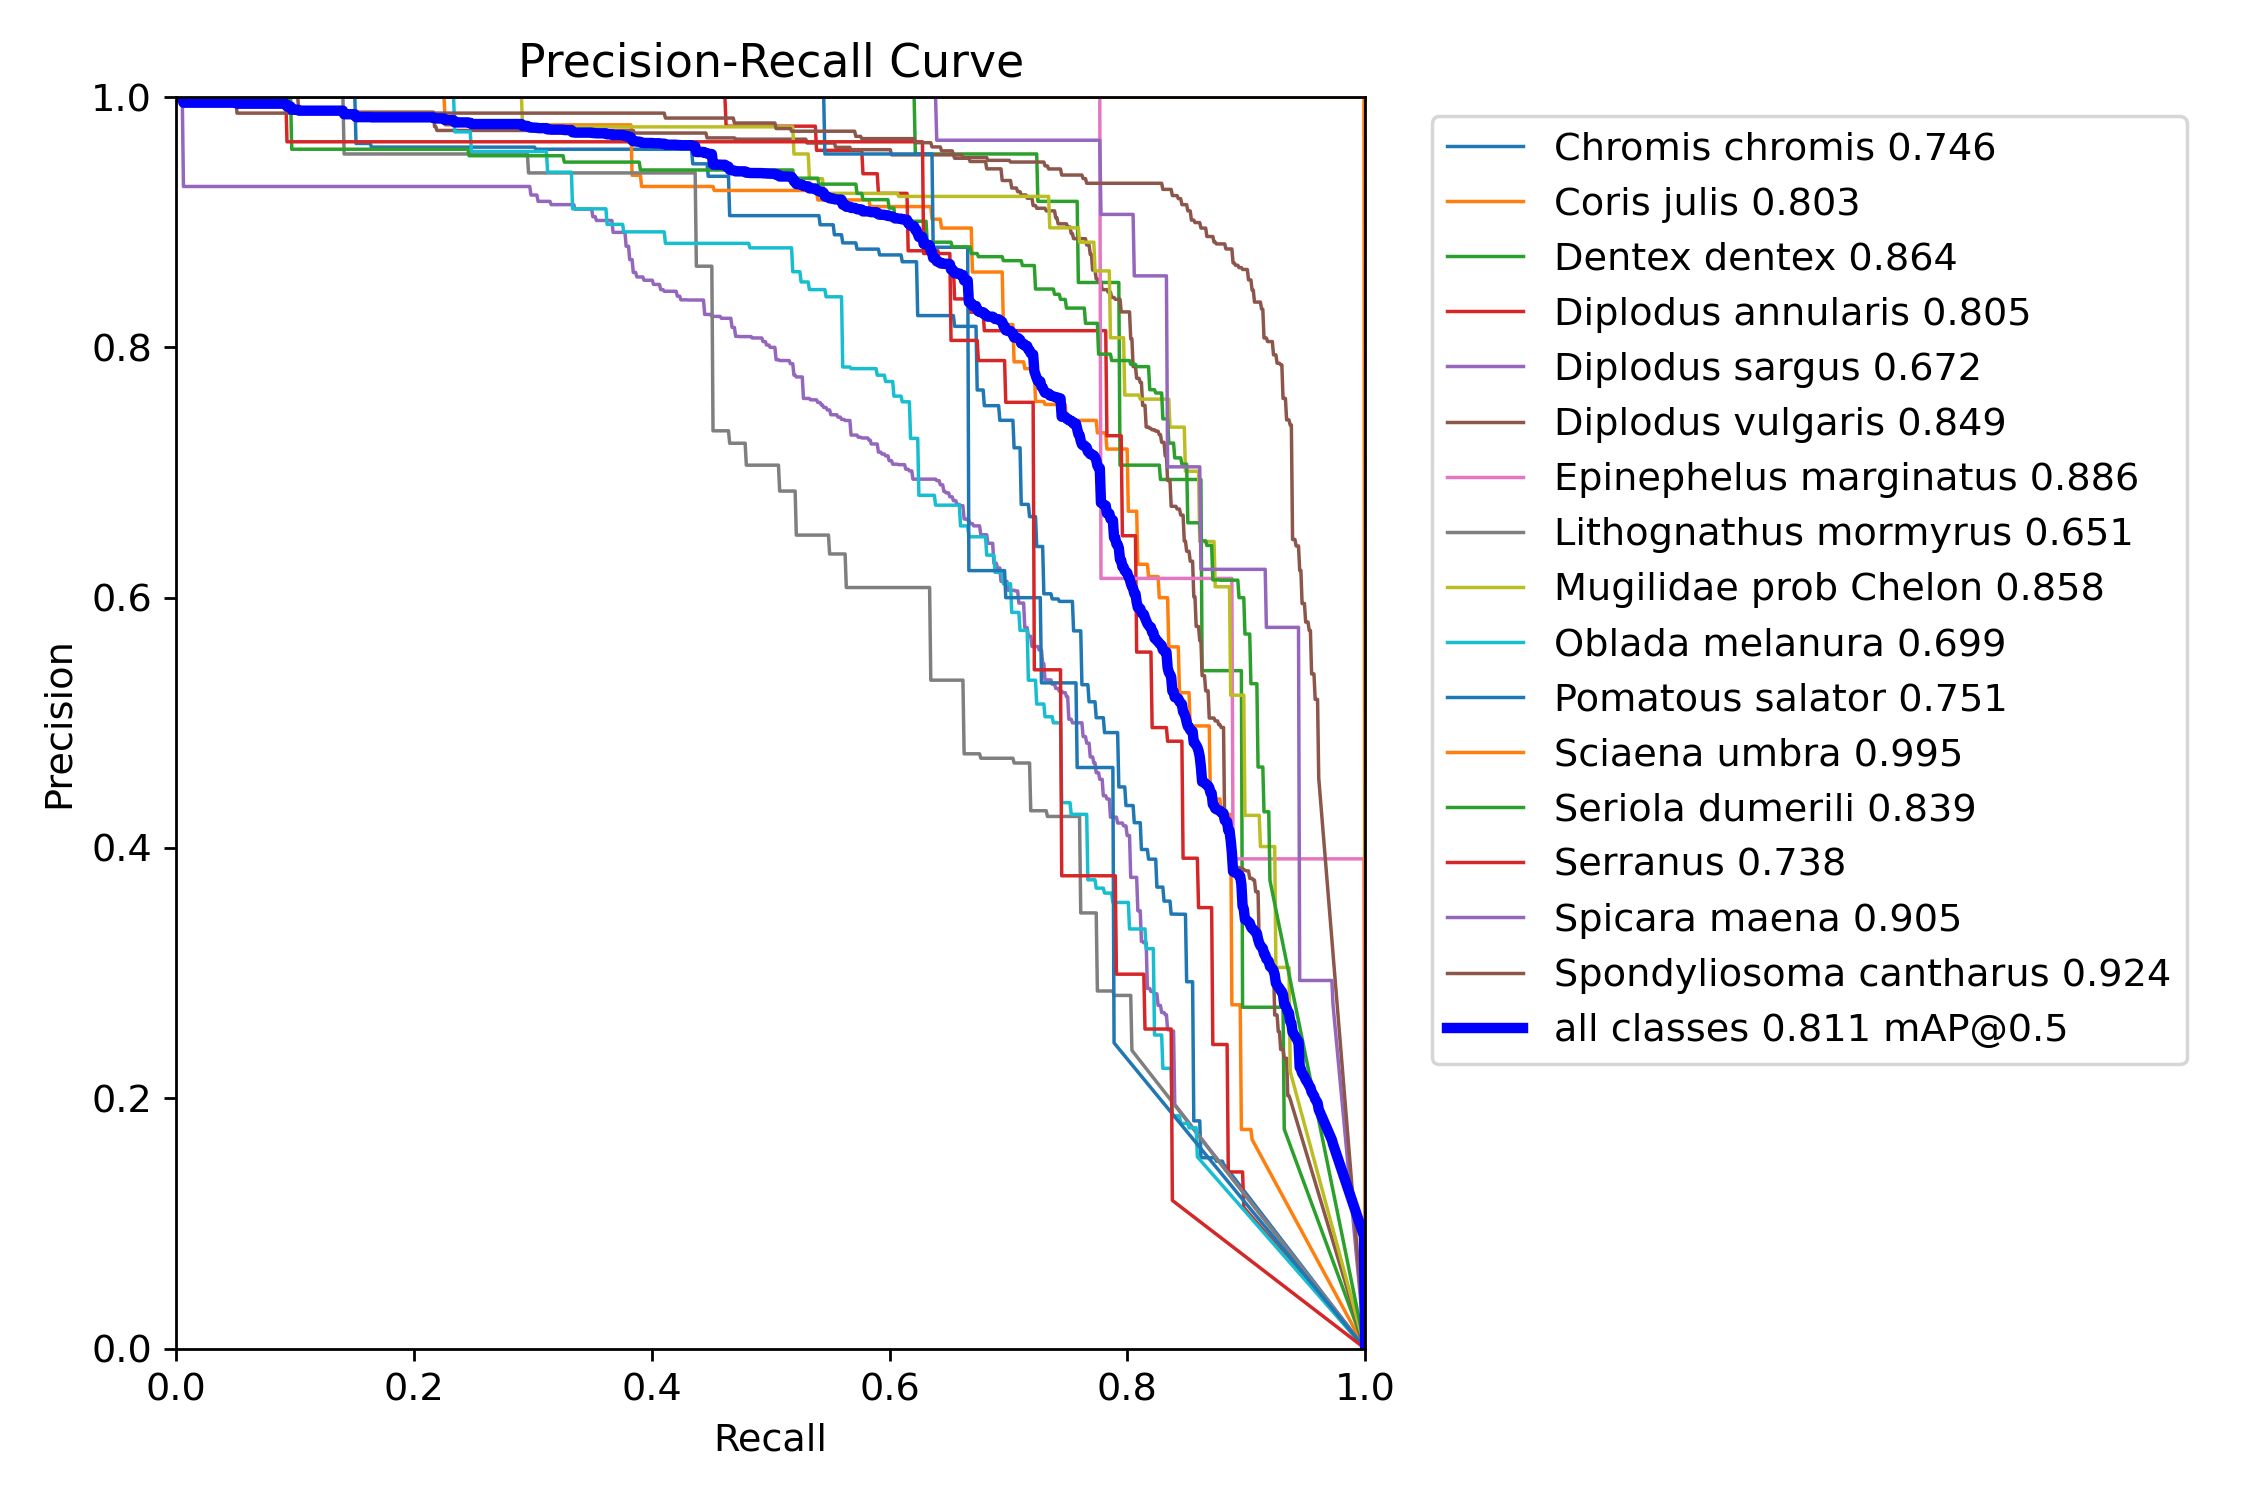 Precision-Recall Curve
1.0
0.8
0.6
0.4
0.2
0.0
Precision
0.0 0.2 0.4 0.6 0.8 1.0
Recall
Chromis chromis 0.746
Coris julis 0.803
Dentex dentex 0.864
Diplodus annularis 0.805
Diplodus sargus 0.672
Diplodus vulgaris 0.849
Epinephelus marginatus 0.886
Lithognathus mormyrus 0.651
Mugilidae prob Chelon 0.858
Oblada melanura 0.699
Pomatous salator 0.751
Sciaena umbra 0.995
Seriola dumerili 0.839
Serranus 0.738
Spicara maena 0.905
Spondyliosoma cantharus 0.924
all classes 0.811 mAP@0.5